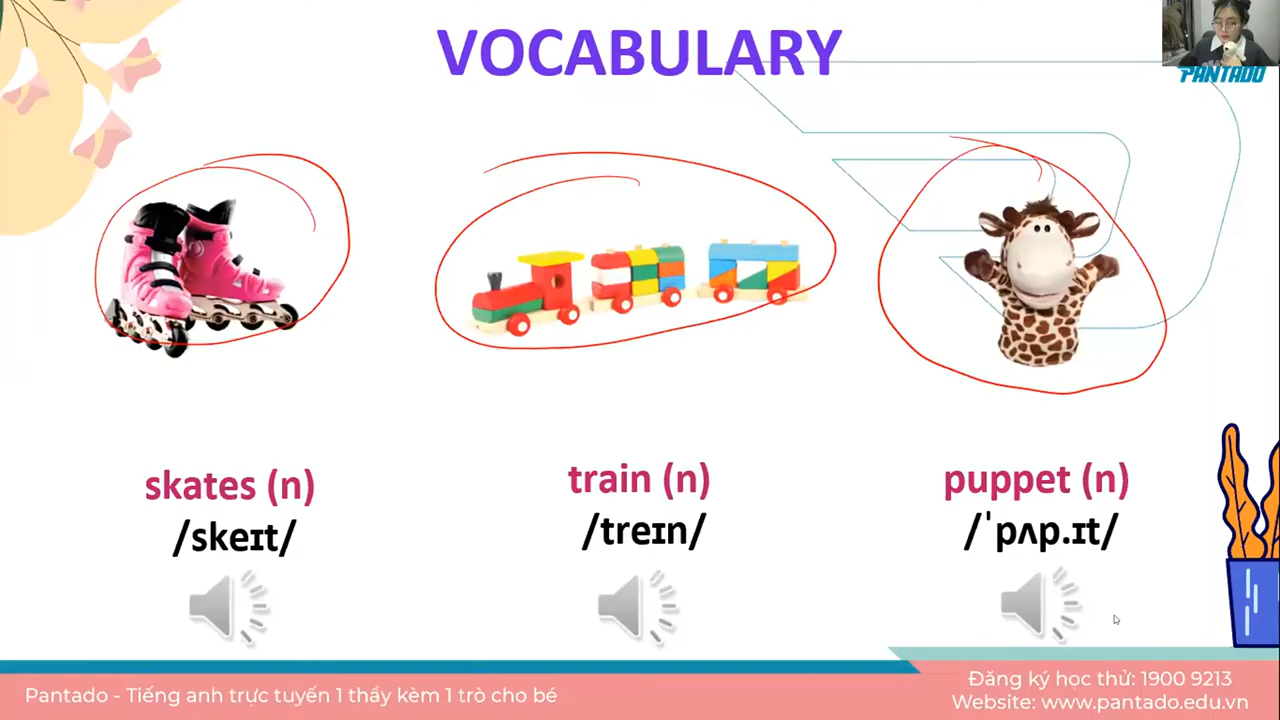 VOCABULARY
PANTADO
skates (n)
/skeɪt/
train (n)
/treɪn/
puppet (n)
/ˈpʌp.ɪt/
Pantado - Tiếng anh trực tuyến 1 thầy kèm 1 trò cho bé
Đăng ký học thử: 1900 9213
Website: www.pantado.edu.vn